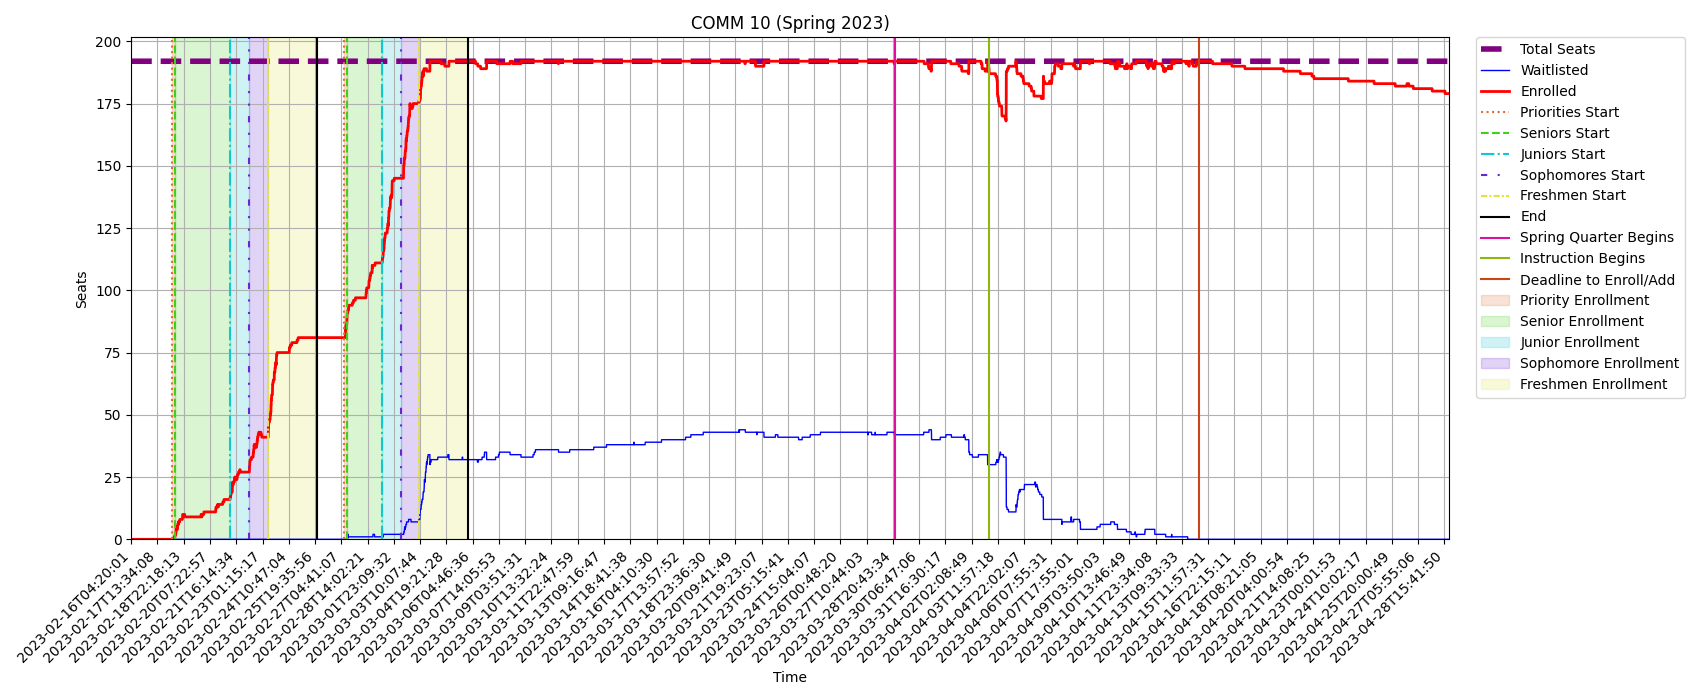 COMM 10 (Spring 2023)
200
175
150
125
100
75
50
25
0
Seats
2023-02-16T04:20:01
2023-02-17T13:34:08
2023-02-18T22:18:13
2023-02-20T07:22:57
2023-02-21T16:14:34
2023-02-23T01:15:17
2023-02-24T10:47:04
2023-02-25T19:35:56
2023-02-27T04:41:07
2023-02-28T14:02:21
2023-03-01T23:09:32
2023-03-03T10:07:44
2023-03-04T19:21:28
2023-03-06T04:46:36
2023-03-07T14:05:53
2023-03-09T03:51:31
2023-03-10T13:32:24
2023-03-11T22:47:59
2023-03-13T09:16:47
2023-03-14T18:41:38
2023-03-16T04:10:30
2023-03-17T13:57:52
2023-03-18T23:36:30
2023-03-20T09:41:49
2023-03-21T19:23:07
2023-03-23T05:15:41
2023-03-24T15:04:07
2023-03-26T00:48:20
2023-03-27T10:44:03
2023-03-28T20:43:34
2023-03-30T06:47:06
2023-03-31T16:30:17
2023-04-02T02:08:49
2023-04-03T11:57:18
2023-04-04T22:02:07
2023-04-06T07:55:31
2023-04-07T17:55:01
2023-04-09T03:50:03
2023-04-10T13:46:49
2023-04-11T23:34:08
2023-04-13T09:35:33
2023-04-15T11:57:31
2023-04-16T22:15:11
2023-04-18T08:21:05
2023-04-20T04:00:54
2023-04-21T14:08:25
2023-04-23T00:01:53
2023-04-24T10:02:17
2023-04-25T20:00:49
2023-04-27T05:55:06
2023-04-28T15:41:50
Time
Total Seats
Waitlisted
Enrolled
Priorities Start
Seniors Start
Juniors Start
Sophomores Start
Freshmen Start
End
Spring Quarter Begins
Instruction Begins
Deadline to Enroll/Add
Priority Enrollment
Senior Enrollment
Junior Enrollment
Sophomore Enrollment
Freshmen Enrollment